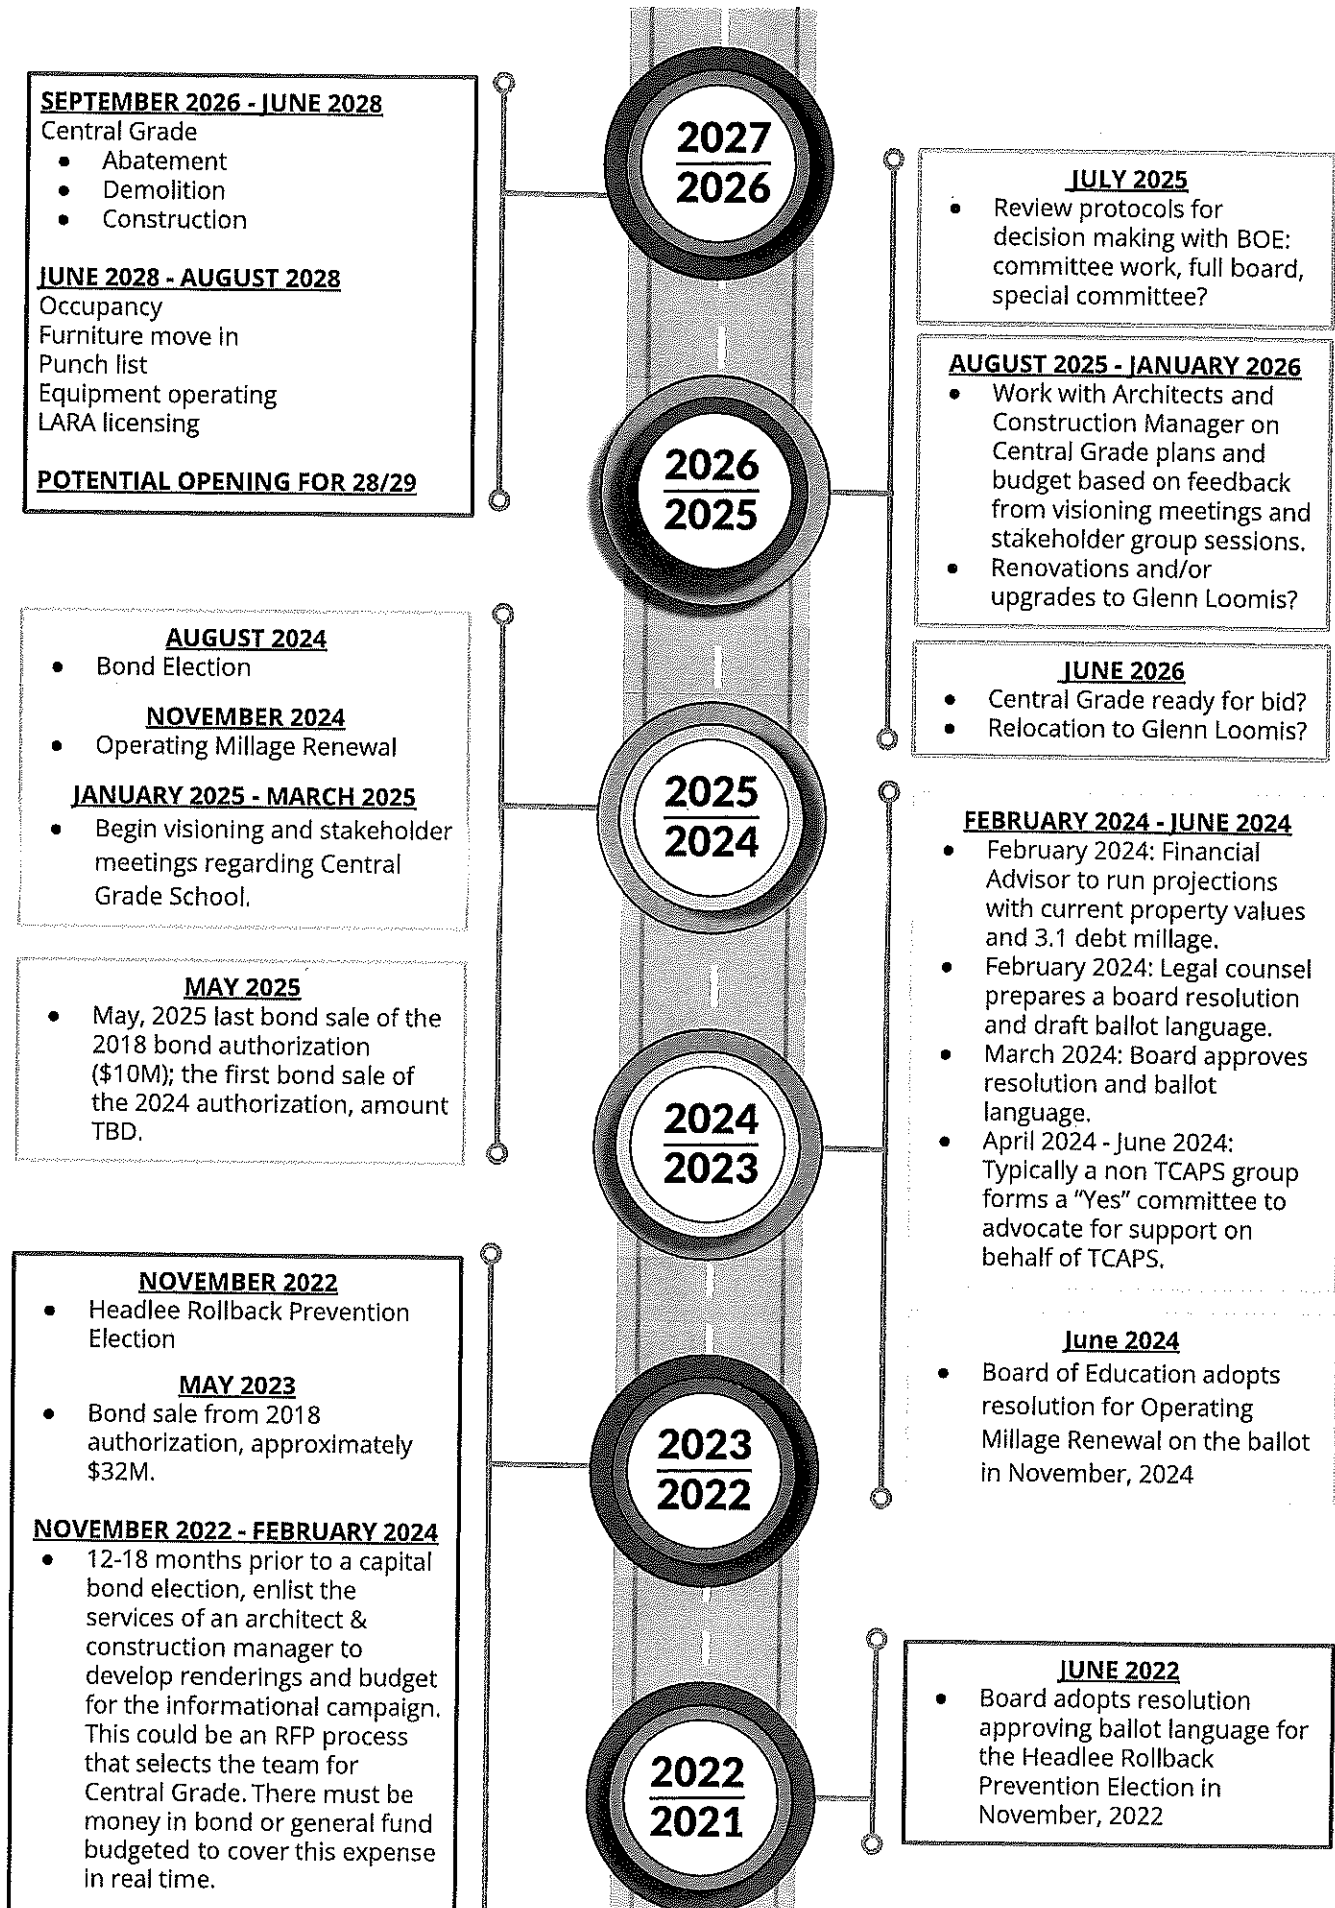 2027
2026
SEPTEMBER 2026 - JUNE 2028
Central Grade
• Abatement
• Demolition
• Construction
JUNE 2028 - AUGUST 2028
Occupancy
Furniture move in
Punch list
Equipment operating
LARA licensing
POTENTIAL OPENING FOR 28/29
2026
2025
JULY 2025
• Review protocols for
decision making with BOE:
committee work, full board,
special committee?
AUGUST 2025 - JANUARY 2026
• Work with Architects and
Construction Manager on
Central Grade plans and
budget based on feedback
from visioning meetings and
stakeholder group sessions.
• Renovations and/or
upgrades to Glenn Loomis?
JUNE 2026
• Central Grade ready for bid?
• Relocation to Glenn Loomis?
2025
2024
AUGUST 2024
• Bond Election
NOVEMBER 2024
• Operating Millage Renewal
JANUARY 2025 - MARCH 2025
• Begin visioning and stakeholder
meetings regarding Central
Grade School.
MAY 2025
• May, 2025 last bond sale of the
2018 bond authorization
($10M); the first bond sale of
the 2024 authorization, amount
TBD.
2024
2023
FEBRUARY 2024 - JUNE 2024
• February 2024: Financial
Advisor to run projections
with current property values
and 3.1 debt millage.
• February 2024: Legal counsel
prepares a board resolution
and draft ballot language.
• March 2024: Board approves
resolution and ballot
language.
• April 2024 - June 2024:
Typically a non TCAPS group
forms a "Yes" committee to
advocate for support on
behalf of TCAPS.
June 2024
• Board of Education adopts
resolution for Operating
Millage Renewal on the ballot
in November, 2024
2023
2022
NOVEMBER 2022
• Headlee Rollback Prevention
Election
MAY 2023
• Bond sale from 2018
authorization, approximately
$32M.
NOVEMBER 2022 - FEBRUARY 2024
• 12-18 months prior to a capital
bond election, enlist the
services of an architect &
construction manager to
develop renderings and budget
for the informational campaign.
This could be an RFP process
that selects the team for
Central Grade. There must be
money in bond or general fund
budgeted to cover this expense
in real time.
2022
2021
JUNE 2022
• Board adopts resolution
approving ballot language for
the Headlee Rollback
Prevention Election in
November, 2022